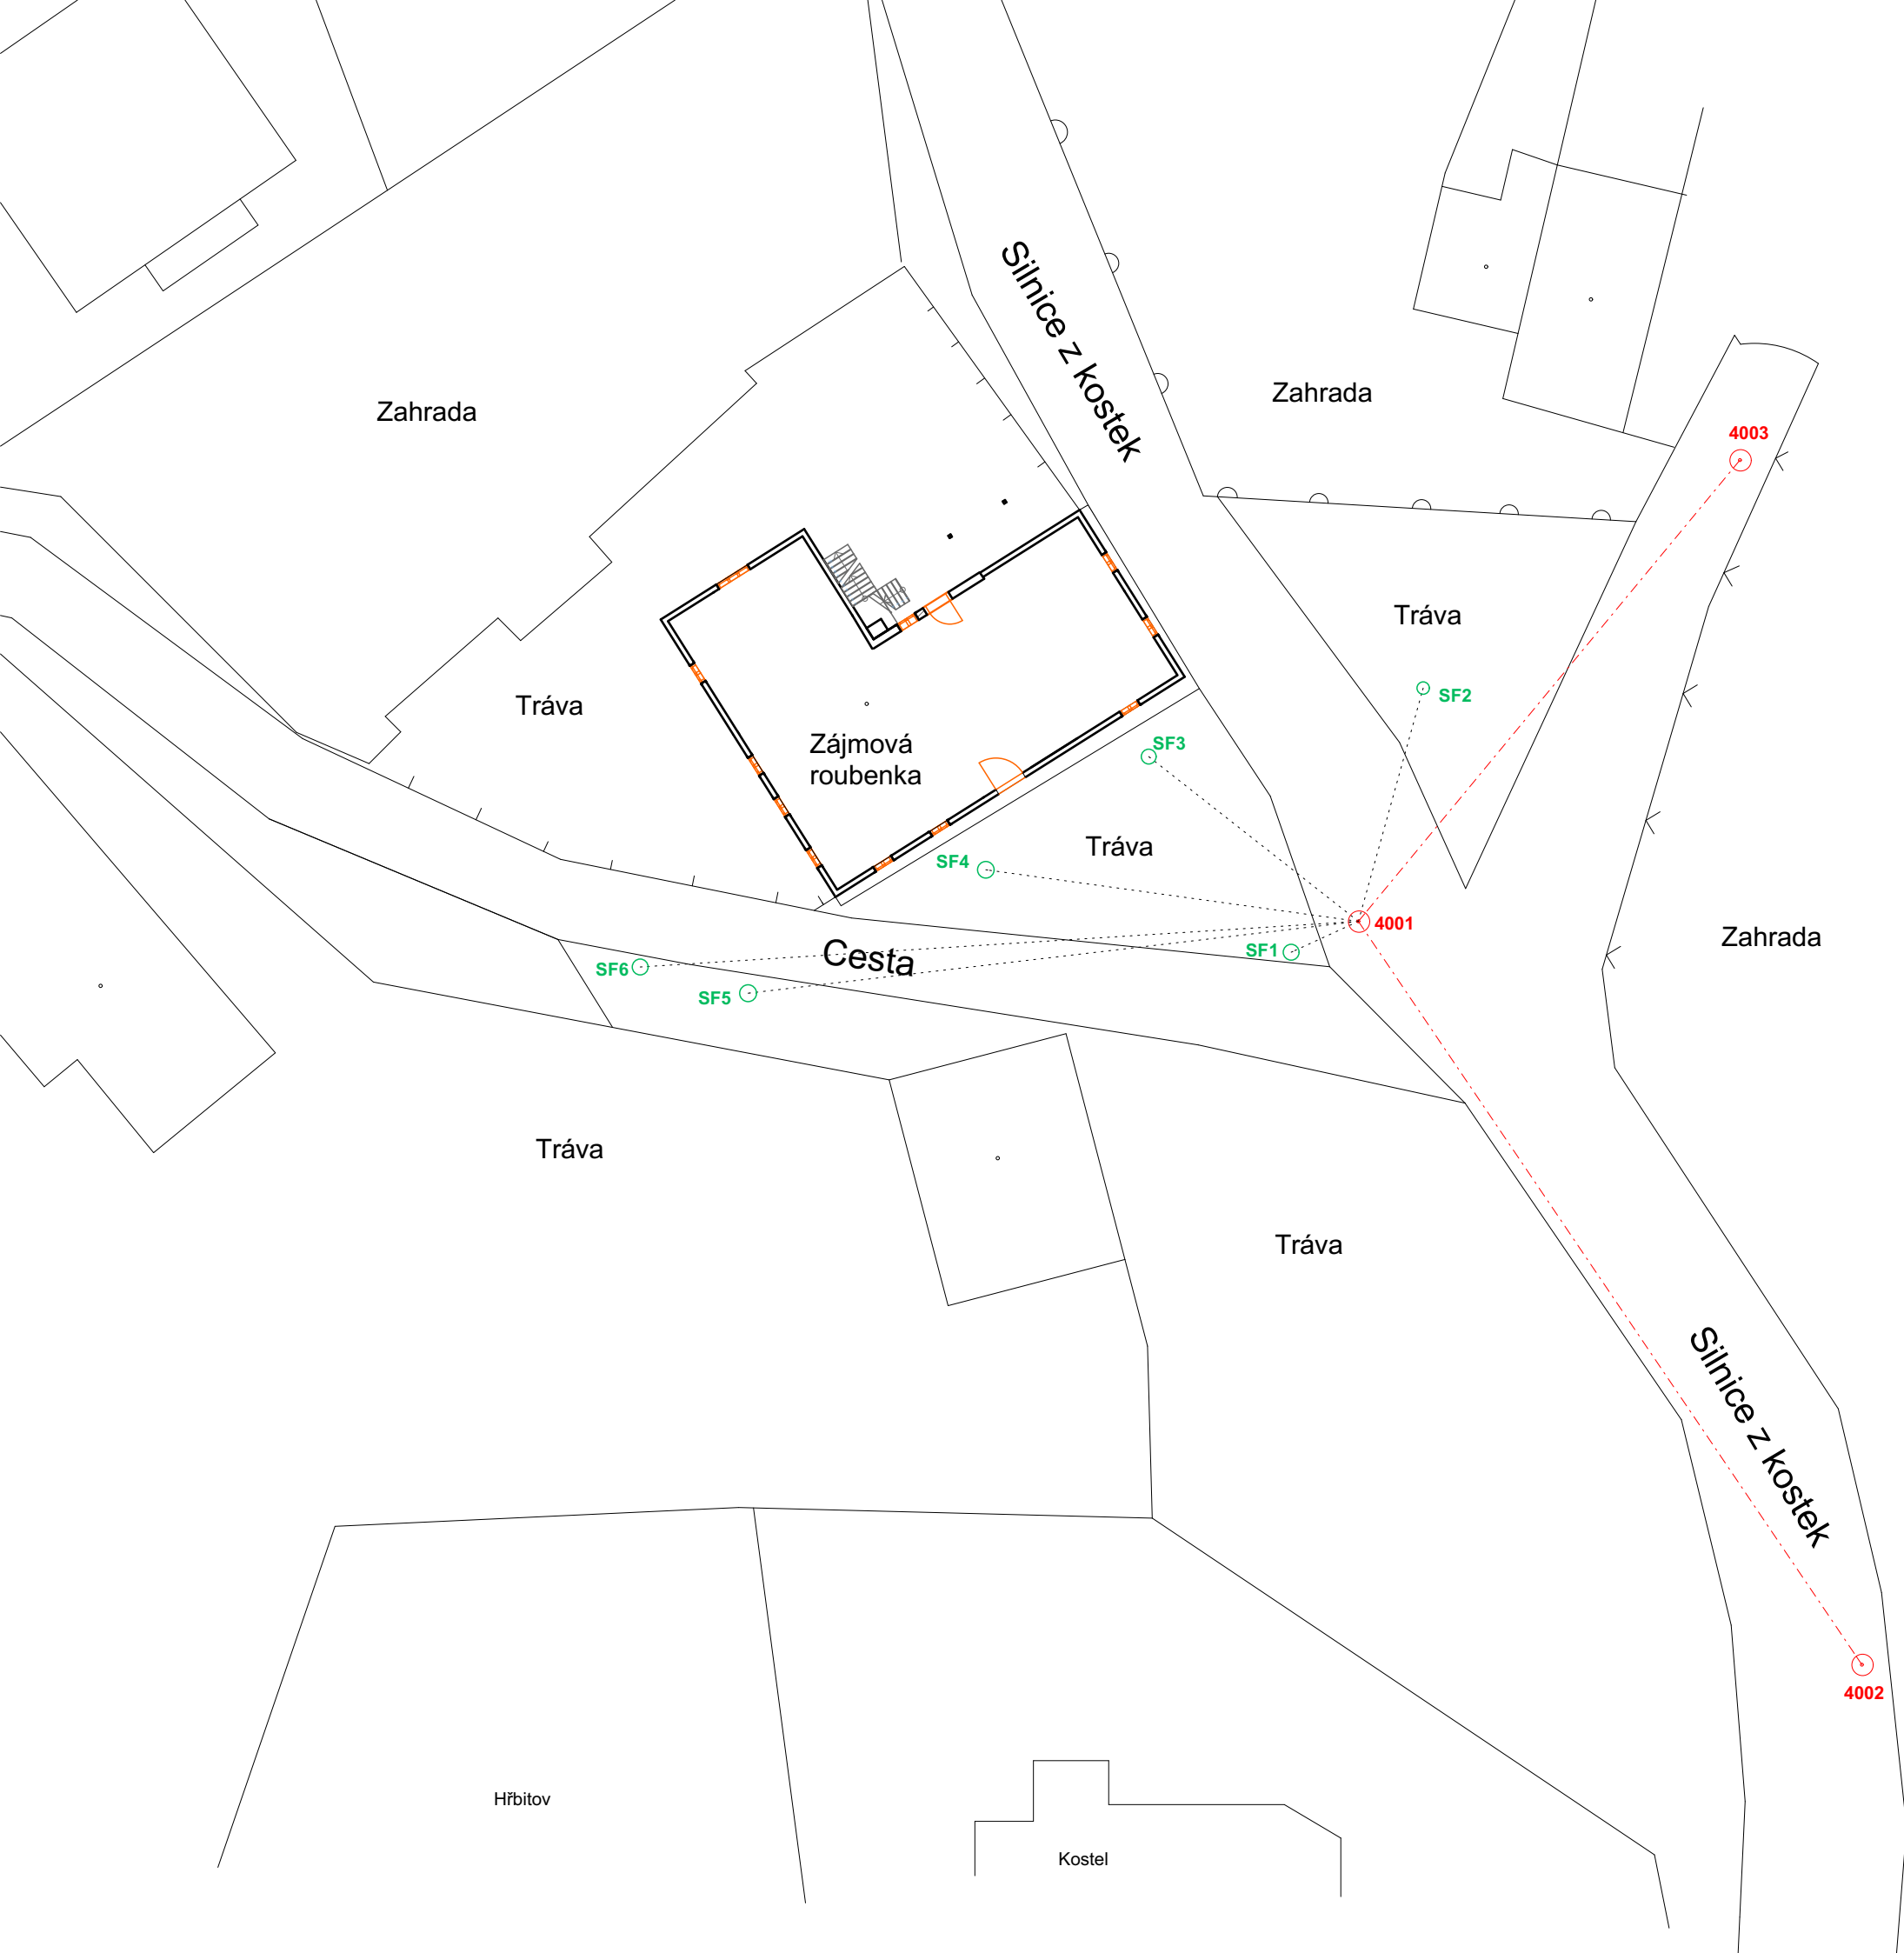 Silnice z kostek
Zahrada
Zahrada
4003
Tráva
SF2
Tráva
Zájmová
roubenka
SF3
Tráva
SF4
4001
Zahrada
SF1
Cesta
SF6
SF5
Tráva
Tráva
Silnice z kostek
4002
Hřbitov
Kostel